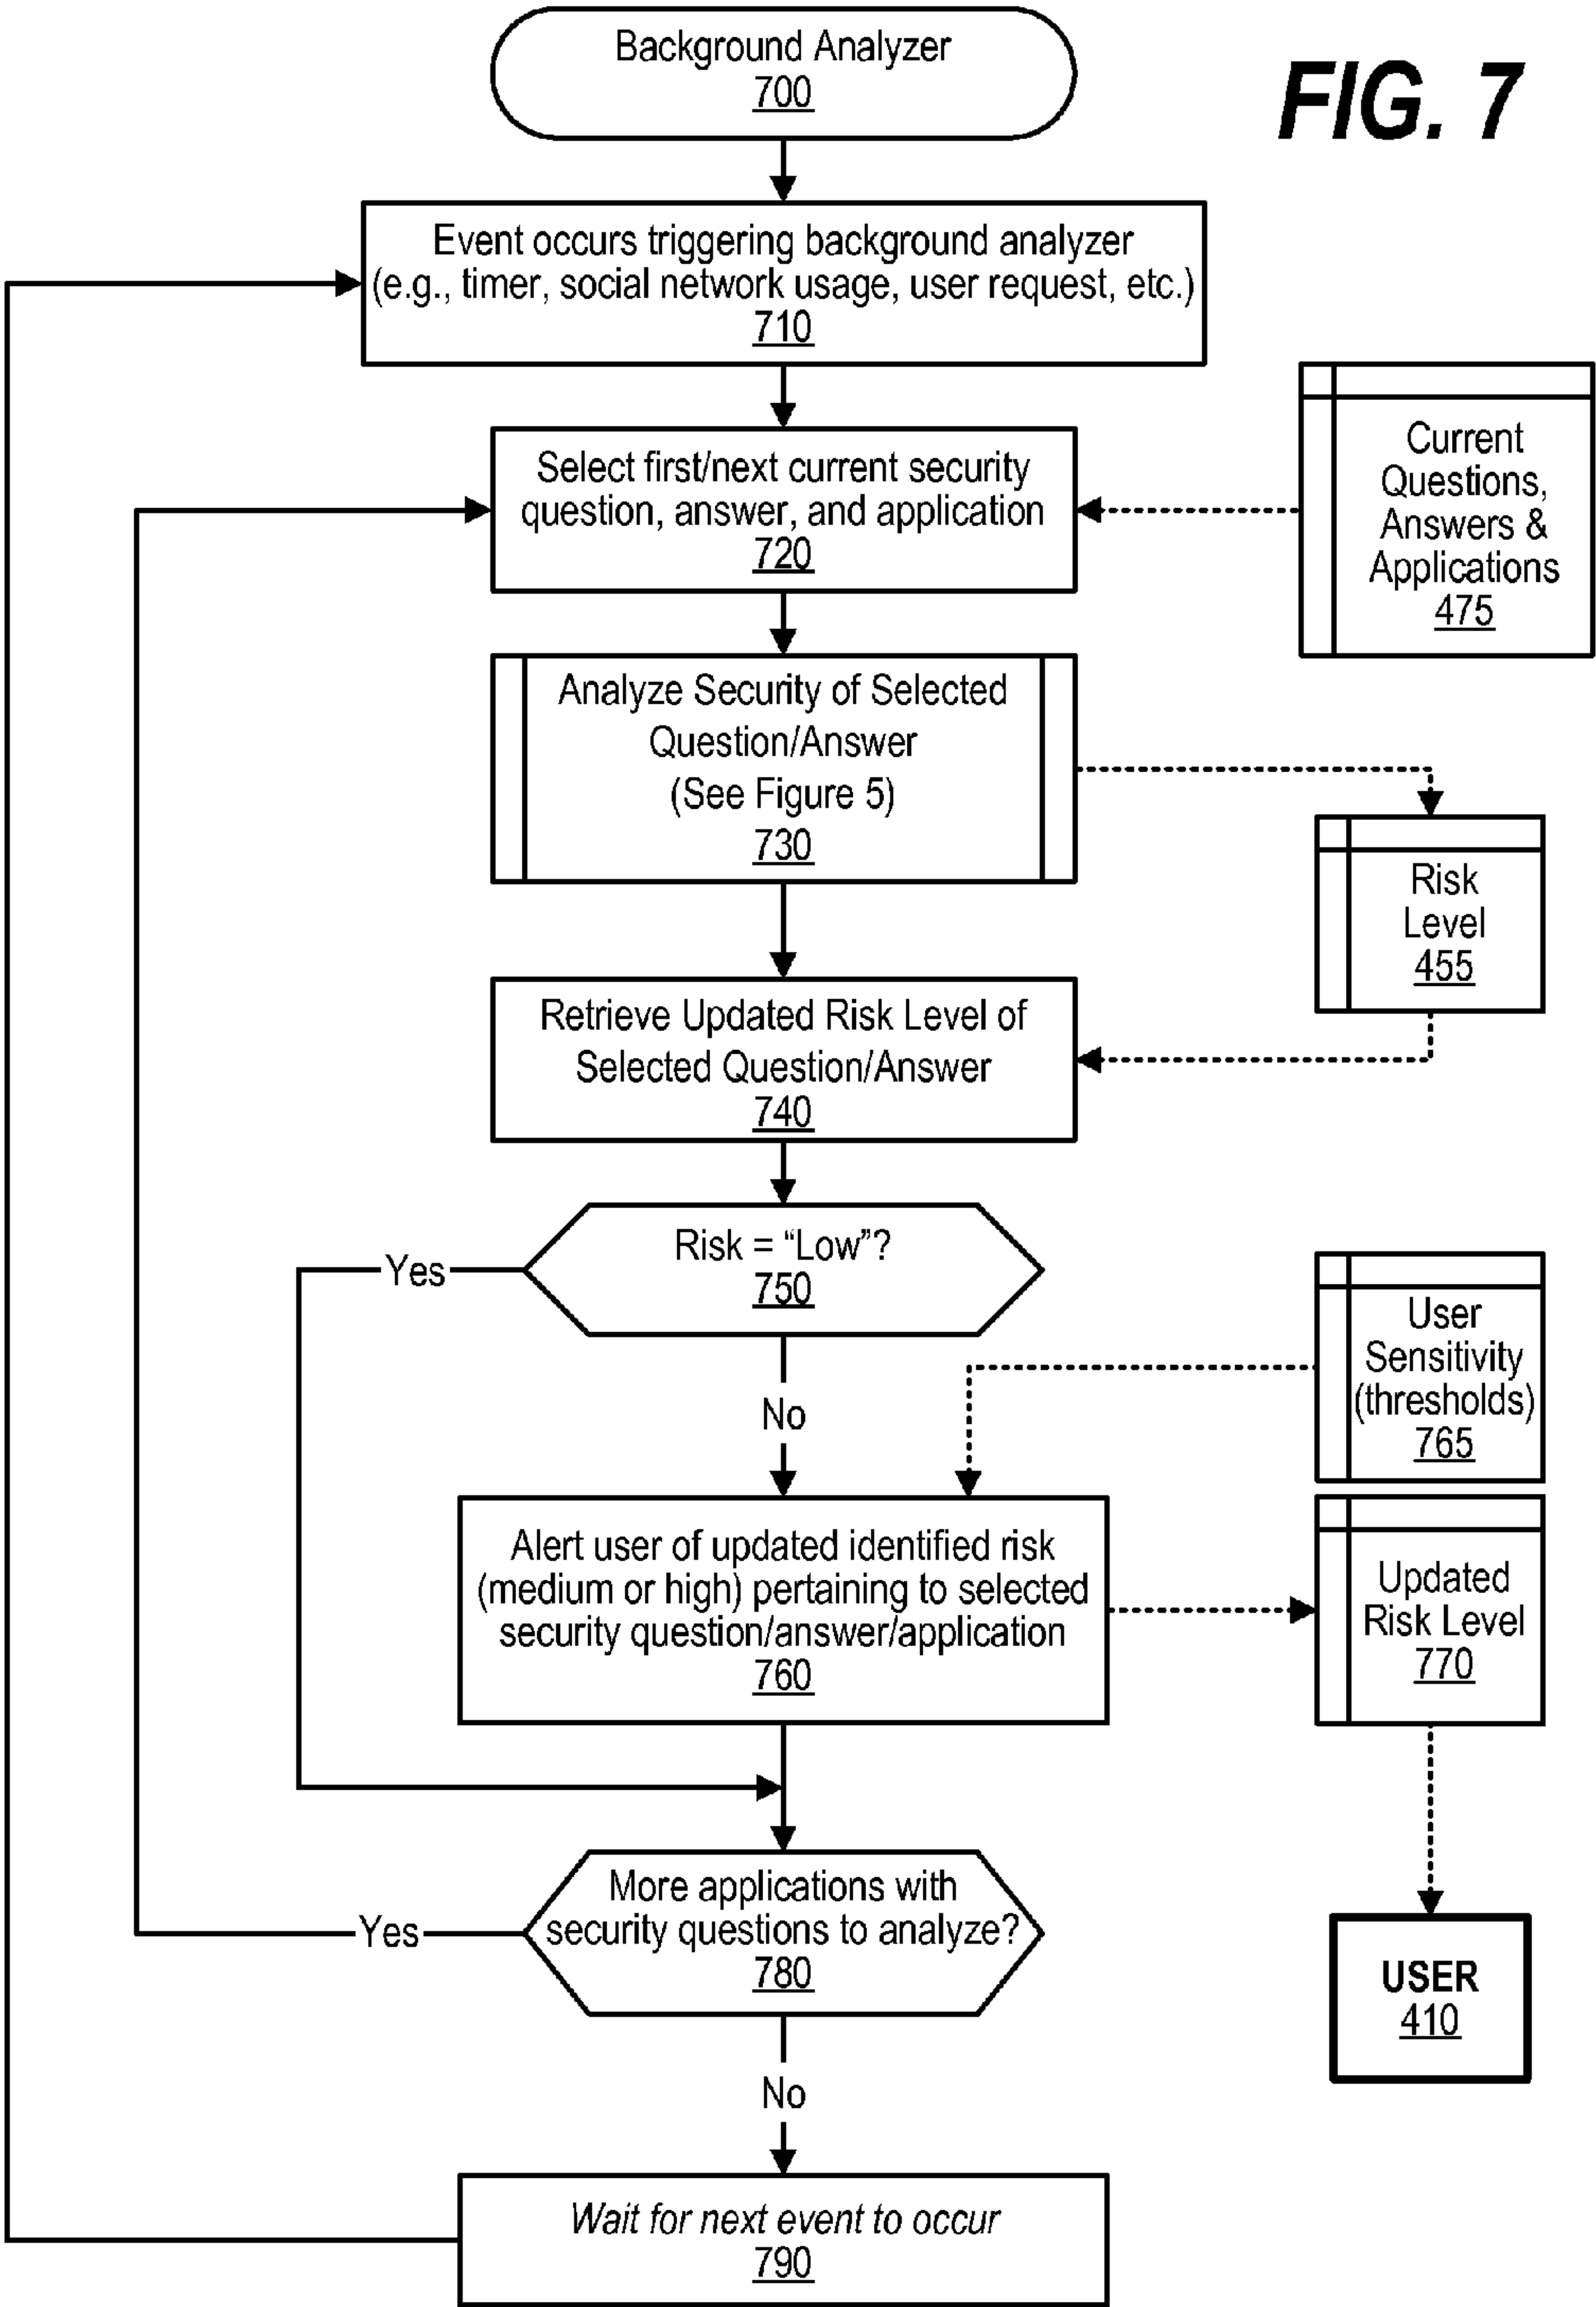 Background Analyzer
700
FIG. 7
Event occurs triggering background analyzer
(e.g., timer, social network usage, user request, etc.)
710
Select first/next current security
question, answer, and application
720
Current
Questions,
Answers &
Applications
475
Analyze Security of Selected
Question/Answer
(See Figure 5)
730
Risk
Level
455
Retrieve Updated Risk Level of
Selected Question/Answer
740
Risk = “Low”?
750
Yes
No
User
Sensitivity
(thresholds)
765
Alert user of updated identified risk
(medium or high) pertaining to selected
security question/answer/application
760
Updated
Risk Level
770
More applications with
security questions to analyze?
780
Yes
No
USER
410
Wait for next event to occur
790